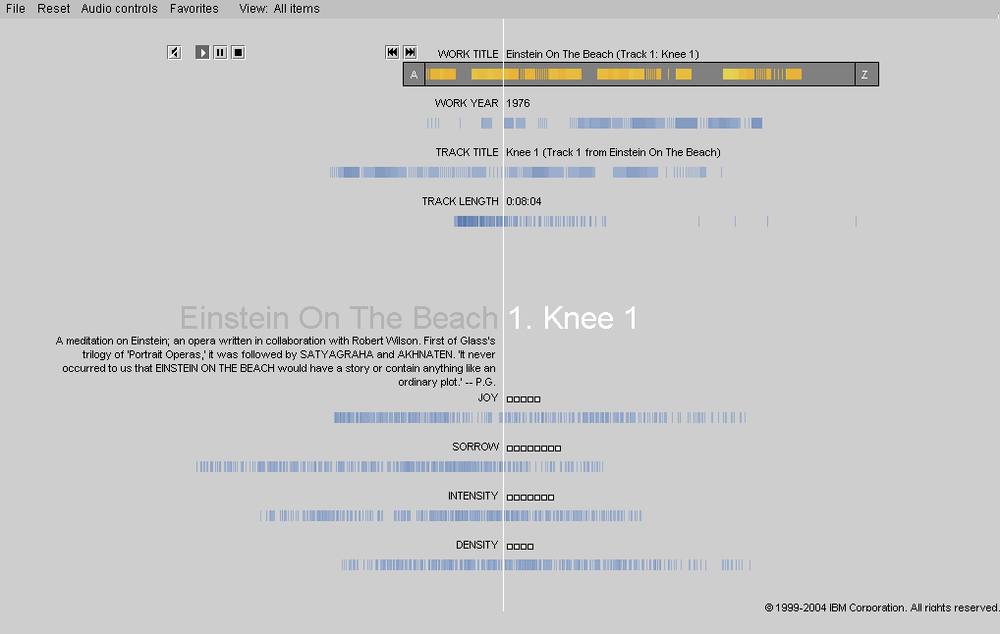 File Reset Audio controls Favorites View: All items
WORK TITLE Einstein On The Beach (Track 1: Knee 1)
A Z
WORK YEAR 1976
TRACK TITLE Knee 1 (Track 1 from Einstein On The Beach)
TRACK LENGTH 0:08:04
Einstein On The Beach 1. Knee 1
A meditation on Einstein; an opera written in collaboration with Robert Wilson. First of Glass's
trilogy of 'Portrait Operas,' it was followed by SATYAGRAHA and AKHNATEN. 'It never
occurred to us that EINSTEIN ON THE BEACH would have a story or contain anything like an
ordinary plot.' -- P.G.
JOY
SORROW
INTENSITY
DENSITY
© 1999-2004 IBM Corporation. All rights reserved.